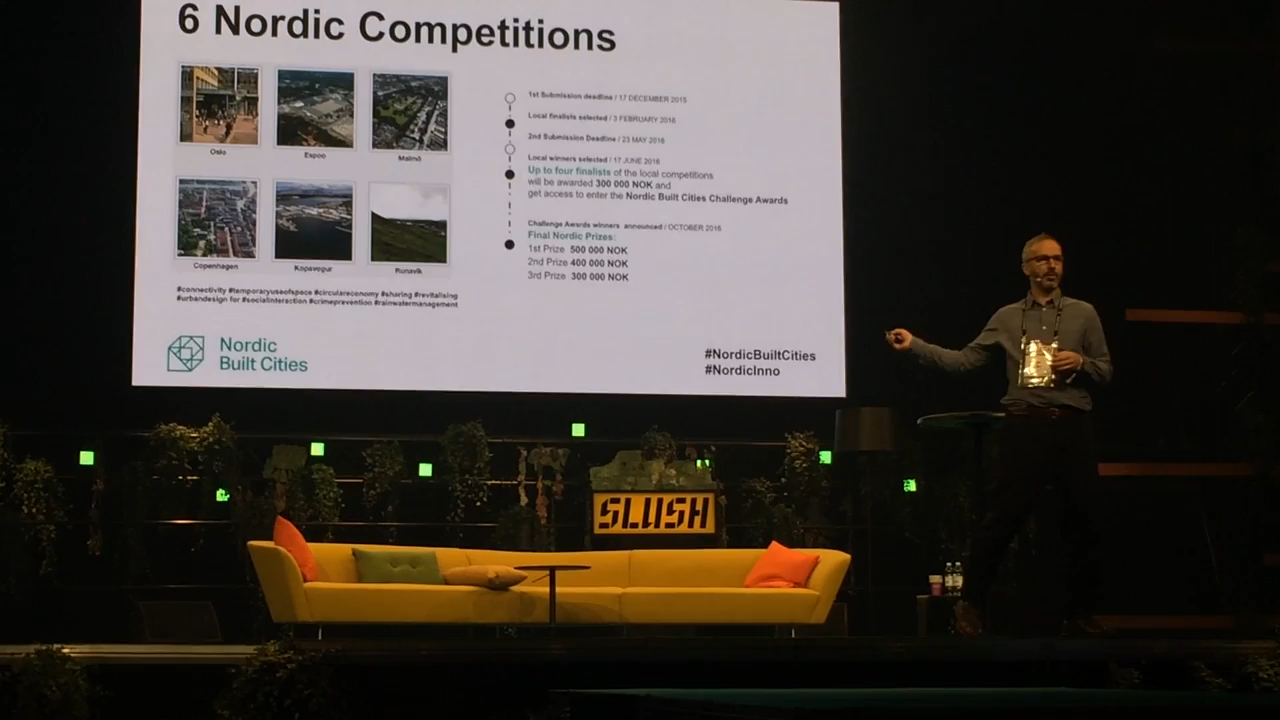 6 Nordic Competitions
Oslo
Espoo
Malmö
Copenhagen
Kopavogur
Runavik
#connectivity #temporaryuseofspace #circulareconomy #sharing #revitalising
#urbandesign for #socialinteraction #crimeprevention #rainwatermanagement
1st Submission deadline / 17 DECEMBER 2015
Local finalists selected / 3 FEBRUARY 2016
2nd Submission Deadline / 23 MAY 2016
Local winners selected / 17 JUNE 2016
Up to four finalists of the local competitions
will be awarded 300 000 NOK and
get access to enter the Nordic Built Cities Challenge Awards
Challenge Awards winners announced / OCTOBER 2016
Final Nordic Prizes:
1st Prize 500 000 NOK
2nd Prize 400 000 NOK
3rd Prize 300 000 NOK
Nordic
Built Cities
#NordicBuiltCities
#NordicInno
SLUSH